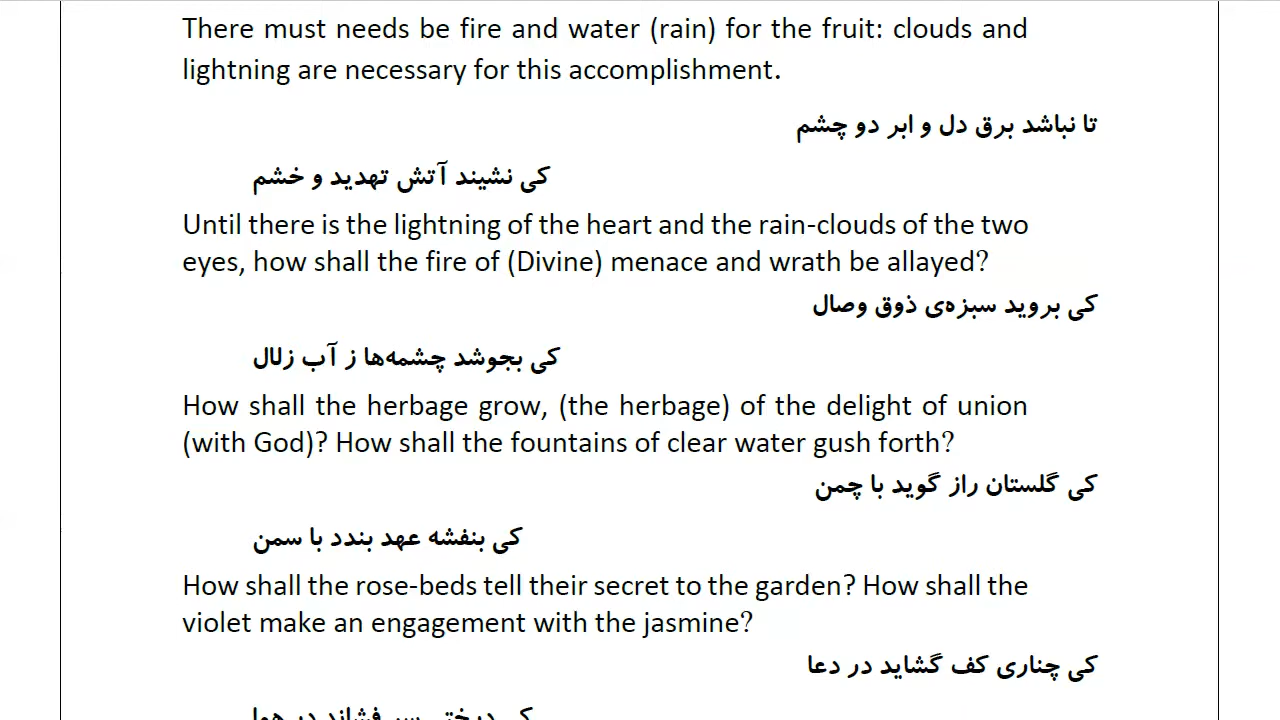 There must needs be fire and water (rain) for the fruit: clouds and
lightning are necessary for this accomplishment.
تا نباشد برق دل و ابر دو چشم
کی نشیند آتش تهدید و خشم
Until there is the lightning of the heart and the rain-clouds of the two
eyes, how shall the fire of (Divine) menace and wrath be allayed?
کی بروید سبزه‌ی ذوق وصال
کی بجوشد چشمه‌ها ز آب زلال
How shall the herbage grow, (the herbage) of the delight of union
(with God)? How shall the fountains of clear water gush forth?
کی گلستان راز گوید با چمن
کی بنفشه عهد بندد با سمن
How shall the rose-beds tell their secret to the garden? How shall the
violet make an engagement with the jasmine?
کی چناری کف گشاید در دعا
کی درختی سر فشاند در هوا